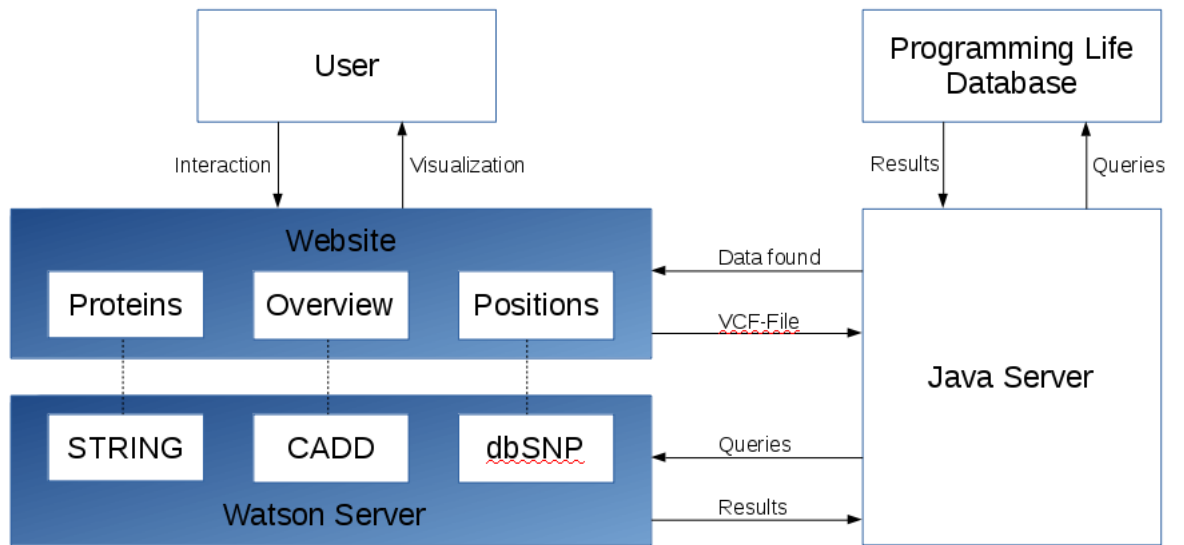 User
Programming Life
Database
Interaction
Visualization
Results
Queries
Website
Proteins
Overview
Positions
Data found
VCF-File
Java Server
STRING
CADD
dbSNP
Queries
Watson Server
Results